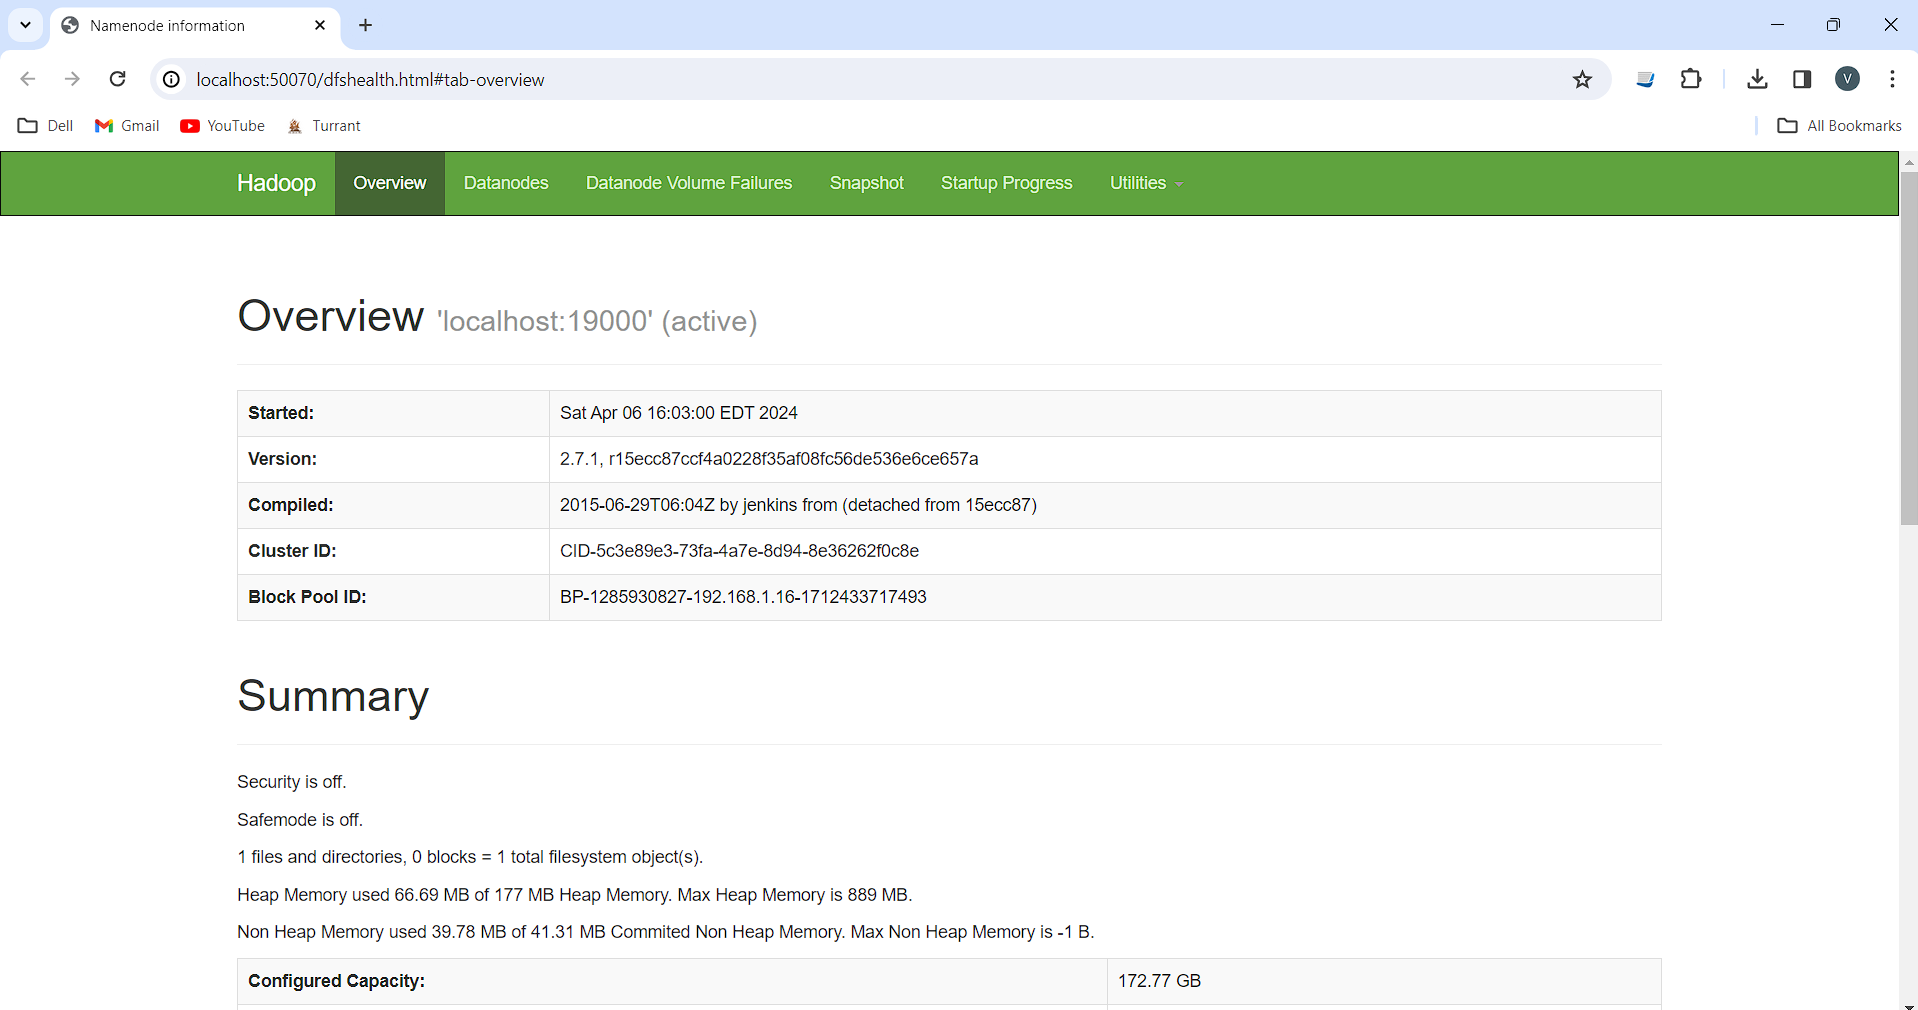 Namenode information
localhost:50070/dfshealth.html#tab-overview
V
Dell Gmail YouTube Turrant All Bookmarks
Hadoop Overview Datanodes Datanode Volume Failures Snapshot Startup Progress Utilities
Overview 'localhost:19000' (active)
Started: Sat Apr 06 16:03:00 EDT 2024
Version: 2.7.1, r15ecc87ccf4a0228f35af08fc56de536e6ce657a
Compiled: 2015-06-29T06:04Z by jenkins from (detached from 15ecc87)
Cluster ID: CID-5c3e89e3-73fa-4a7e-8d94-8e36262f0c8e
Block Pool ID: BP-1285930827-192.168.1.16-1712433717493
Summary
Security is off.
Safemode is off.
1 files and directories, 0 blocks = 1 total filesystem object(s).
Heap Memory used 66.69 MB of 177 MB Heap Memory. Max Heap Memory is 889 MB.
Non Heap Memory used 39.78 MB of 41.31 MB Commited Non Heap Memory. Max Non Heap Memory is -1 B.
Configured Capacity: 172.77 GB